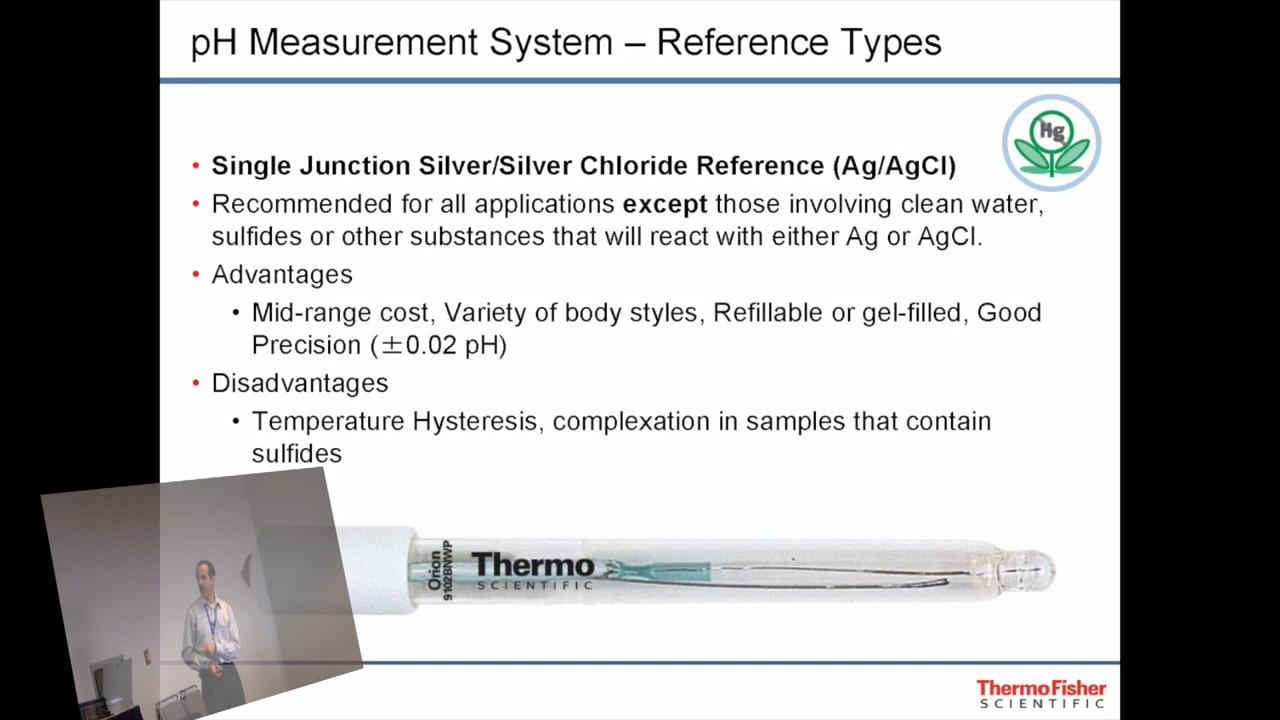 pH Measurement System – Reference Types
Hg
• Single Junction Silver/Silver Chloride Reference (Ag/AgCl)
• Recommended for all applications except those involving clean water,
sulfides or other substances that will react with either Ag or AgCl.
• Advantages
• Mid-range cost, Variety of body styles, Refillable or gel-filled, Good
Precision (±0.02 pH)
• Disadvantages
• Temperature Hysteresis, complexation in samples that contain
sulfides
Orion
9102BNWP
Thermo
SCIENTIFIC
ThermoFisher
SCIENTIFIC